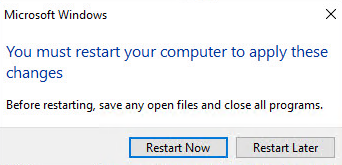 Microsoft Windows
You must restart your computer to apply these
changes
Before restarting, save any open files and close all programs.
Restart Now
Restart Later